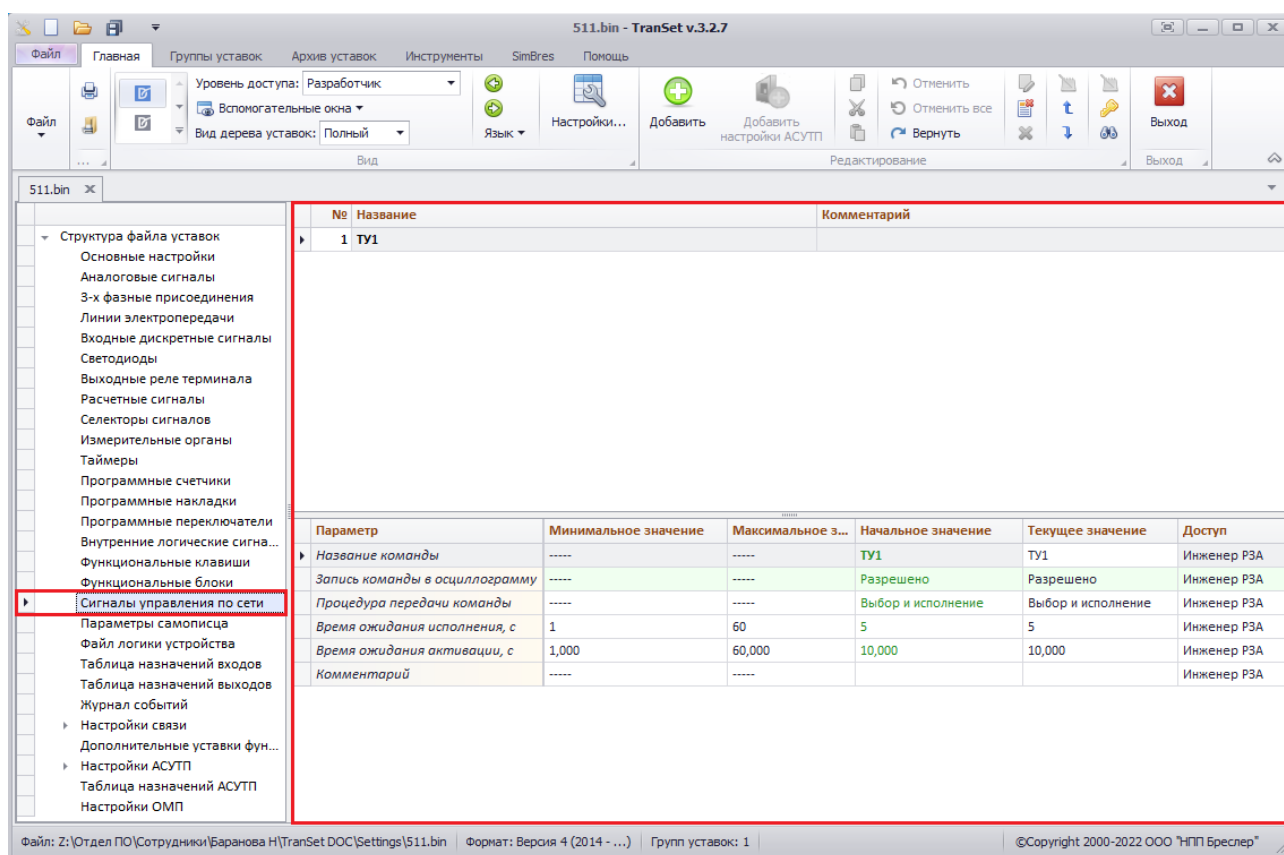 511.bin - TranSet v.3.2.7
Файл Главная Группы уставок Архив уставок Инструменты SimBres Помощь
Файл
Уровень доступа: Разработчик
Вспомогательные окна
Вид дерева уставок: Полный
Язык
Настройки...
Добавить
Добавить настройки АСУТП
Отменить
Отменить все
Вернуть
Выход
... Вид Редактирование Выход
511.bin
Структура файла уставок
Основные настройки
Аналоговые сигналы
3-х фазные присоединения
Линии электропередачи
Входные дискретные сигналы
Светодиоды
Выходные реле терминала
Расчетные сигналы
Селекторы сигналов
Измерительные органы
Таймеры
Программные счетчики
Программные накладки
Программные переключатели
Внутренние логические сигна...
Функциональные клавиши
Функциональные блоки
Сигналы управления по сети
Параметры самописца
Файл логики устройства
Таблица назначений входов
Таблица назначений выходов
Журнал событий
Настройки связи
Дополнительные уставки фун...
Настройки АСУТП
Таблица назначений АСУТП
Настройки ОМП
№ Название Комментарий
1 ТУ1
Параметр Минимальное значение Максимальное з... Начальное значение Текущее значение Доступ
Название команды ----- ----- ТУ1 ТУ1 Инженер РЗА
Запись команды в осциллограмму ----- ----- Разрешено Разрешено Инженер РЗА
Процедура передачи команды ----- ----- Выбор и исполнение Выбор и исполнение Инженер РЗА
Время ожидания исполнения, с 1 60 5 5 Инженер РЗА
Время ожидания активации, с 1,000 60,000 10,000 10,000 Инженер РЗА
Комментарий ----- ----- Инженер РЗА
Файл: Z:\Отдел ПО\Сотрудники\Баранова Н\TranSet DOC\Settings\511.bin Формат: Версия 4 (2014 - ...) Групп уставок: 1 ©Copyright 2000-2022 ООО "НПП Бреслер"